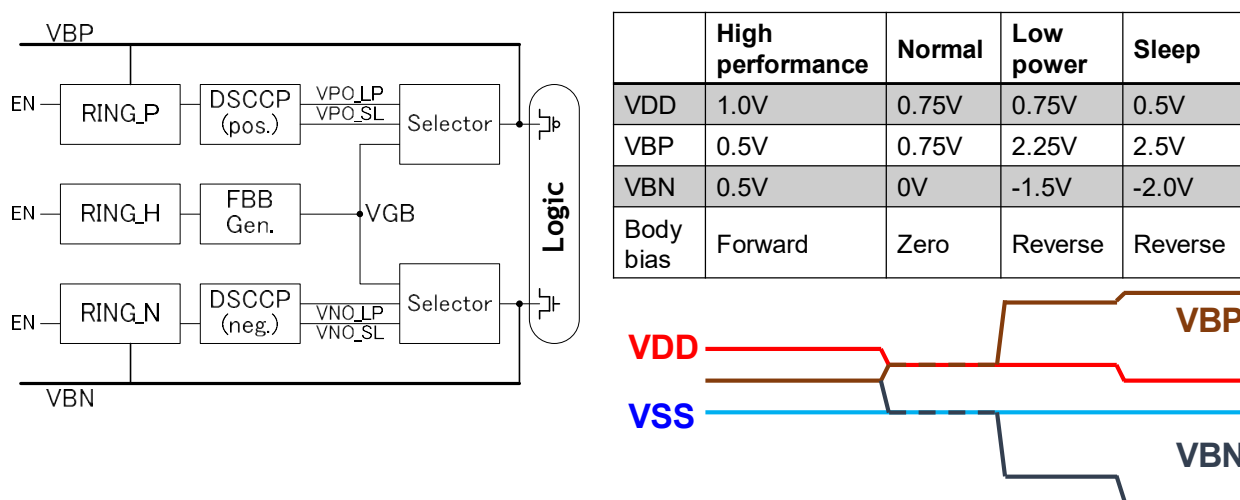 VBP
EN
RING_P
DSCCP
(pos.)
VPO_LP
VPO_SL
Selector
EN
RING_H
FBB
Gen.
VGB
Logic
EN
RING_N
DSCCP
(neg.)
VNO_LP
VNO_SL
Selector
VBN
High performance Normal Low power Sleep
VDD 1.0V 0.75V 0.75V 0.5V
VBP 0.5V 0.75V 2.25V 2.5V
VBN 0.5V 0V -1.5V -2.0V
Body bias Forward Zero Reverse Reverse
VBP
VDD
VSS
VBN